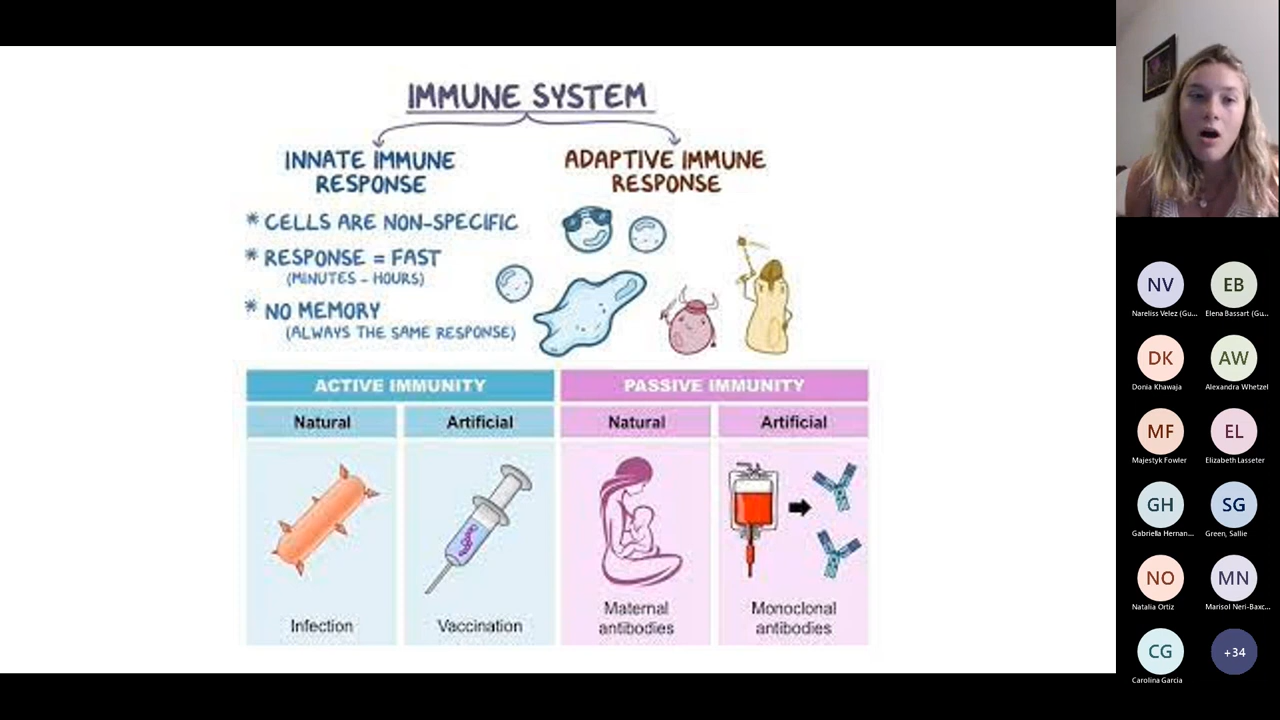 IMMUNE SYSTEM
INNATE IMMUNE
RESPONSE
* CELLS ARE NON-SPECIFIC
* RESPONSE = FAST
(MINUTES - HOURS)
* NO MEMORY
(ALWAYS THE SAME RESPONSE)
ADAPTIVE IMMUNE
RESPONSE
ACTIVE IMMUNITY
PASSIVE IMMUNITY
Natural
Artificial
Natural
Artificial
Infection
Vaccination
Maternal
antibodies
Monoclonal
antibodies
NV
EB
Nareliss Velez (Gu...
Elena Bassart (Gu...
DK
AW
Donia Khawaja
Alexandra Whetzel
MF
EL
Majestyk Fowler
Elizabeth Lasseter
GH
SG
Gabriella Hernan...
Green, Sallie
NO
MN
Natalia Ortiz
Marisol Neri-Baxc...
CG
+34
Carolina Garcia